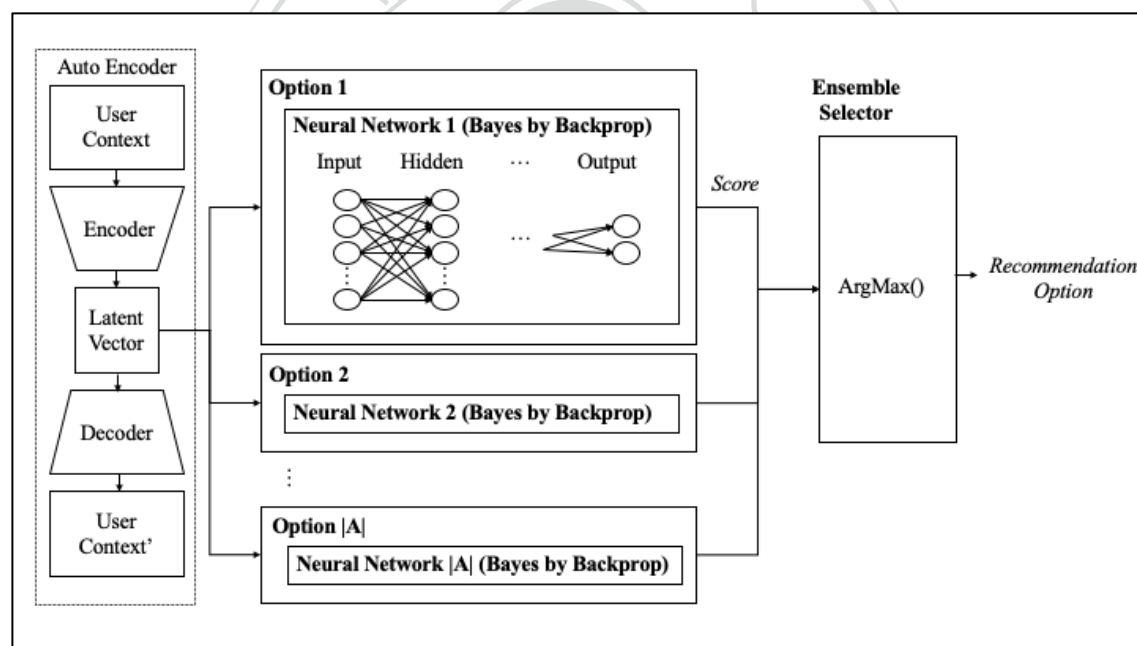 Auto Encoder
User
Context
Encoder
Latent
Vector
Decoder
User
Context’
Option 1
Neural Network 1 (Bayes by Backprop)
Input Hidden ... Output
...
⋮ ⋮
Option 2
Neural Network 2 (Bayes by Backprop)
⋮
Option |A|
Neural Network |A| (Bayes by Backprop)
Score
Ensemble
Selector
ArgMax()
Recommendation
Option